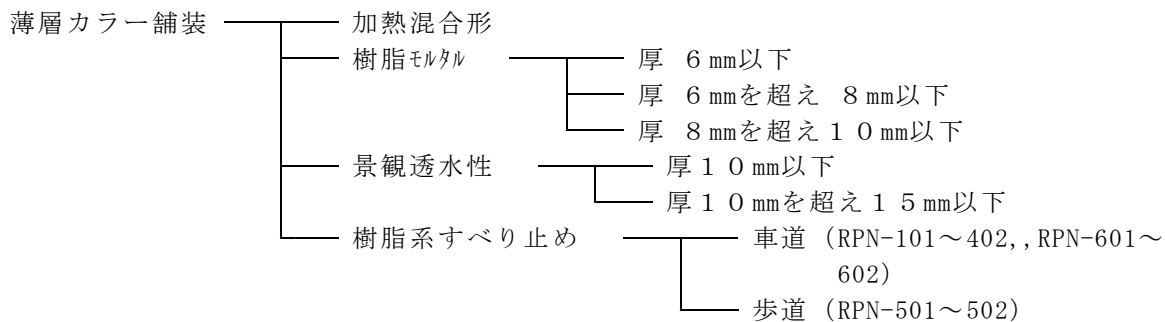 薄層カラー舗装 加熱混合形
樹脂ﾓﾙﾀﾙ 厚 6㎜以下
厚 6㎜を超え 8㎜以下
厚 8㎜を超え10㎜以下
景観透水性 厚10㎜以下
厚10㎜を超え15㎜以下
樹脂系すべり止め 車道 (RPN-101～402,,RPN-601～
602)
歩道 (RPN-501～502)